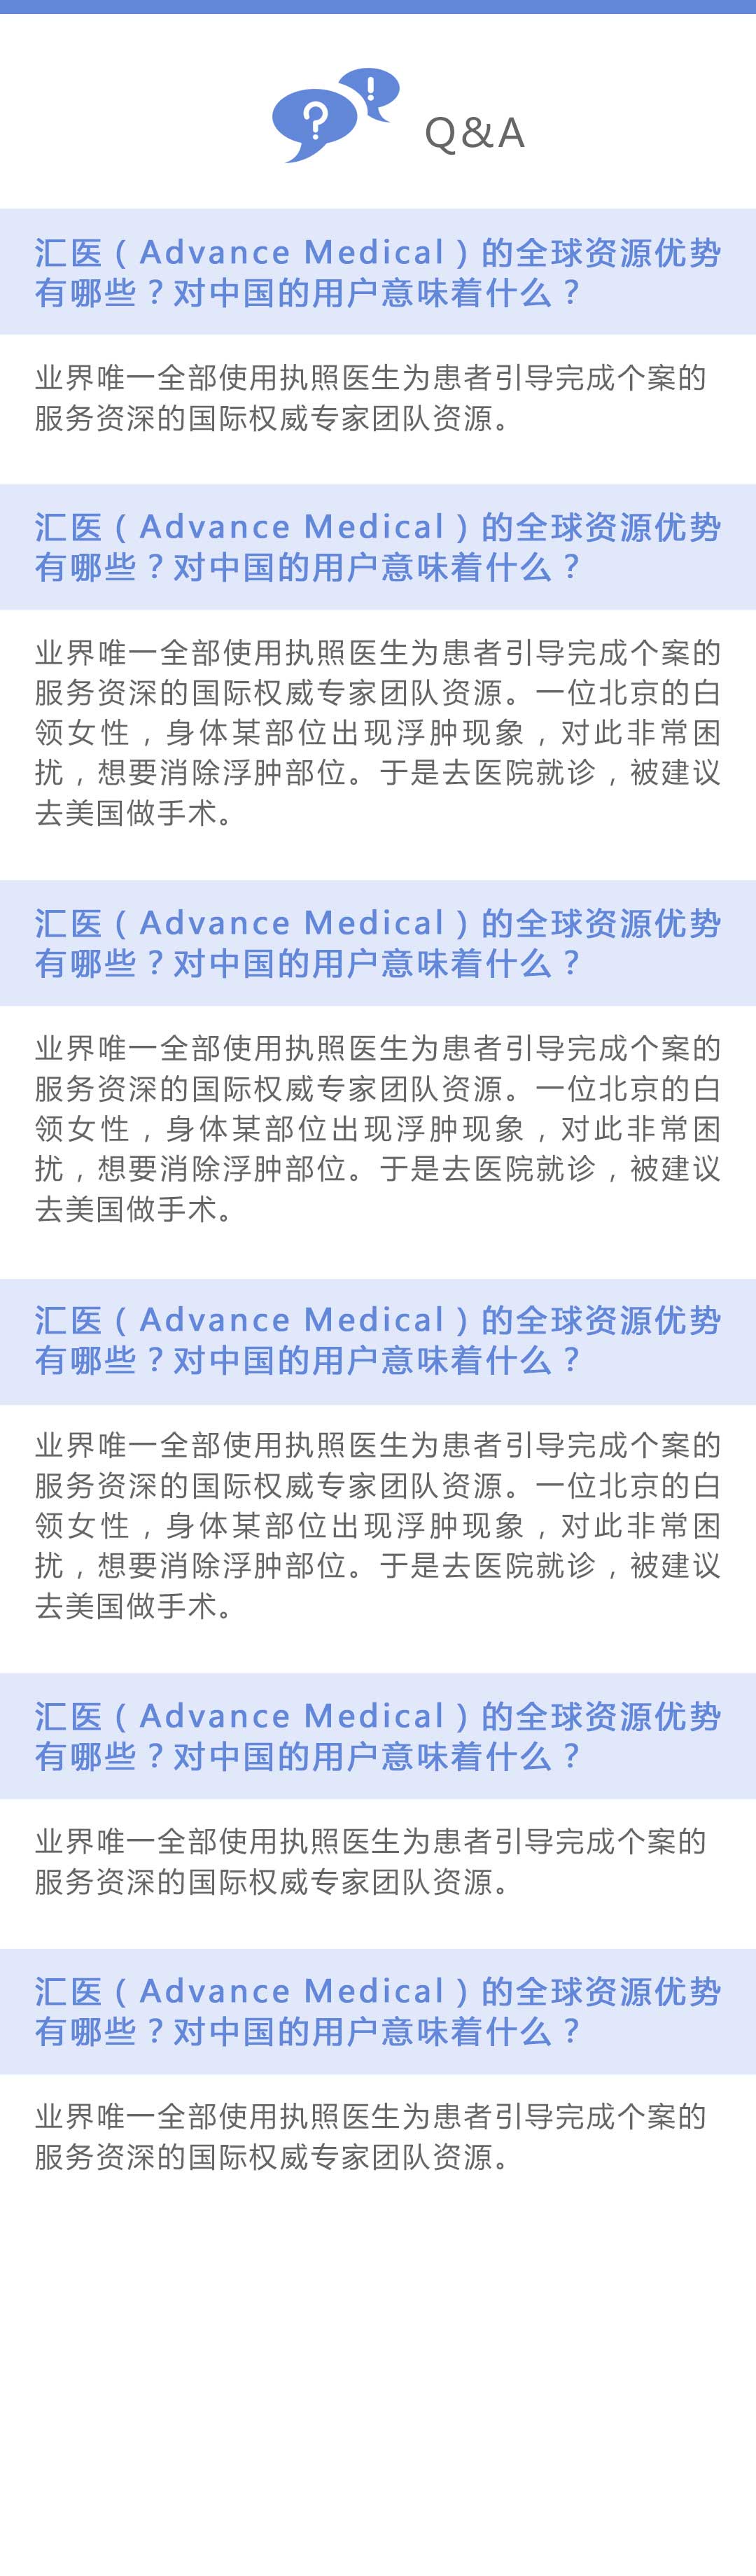 Q&A
汇医（Advance Medical）的全球资源优势
有哪些？对中国的用户意味着什么？
业界唯一全部使用执照医生为患者引导完成个案的
服务资深的国际权威专家团队资源。
汇医（Advance Medical）的全球资源优势
有哪些？对中国的用户意味着什么？
业界唯一全部使用执照医生为患者引导完成个案的
服务资深的国际权威专家团队资源。一位北京的白
领女性，身体某部位出现浮肿现象，对此非常困
扰，想要消除浮肿部位。于是去医院就诊，被建议
去美国做手术。
汇医（Advance Medical）的全球资源优势
有哪些？对中国的用户意味着什么？
业界唯一全部使用执照医生为患者引导完成个案的
服务资深的国际权威专家团队资源。一位北京的白
领女性，身体某部位出现浮肿现象，对此非常困
扰，想要消除浮肿部位。于是去医院就诊，被建议
去美国做手术。
汇医（Advance Medical）的全球资源优势
有哪些？对中国的用户意味着什么？
业界唯一全部使用执照医生为患者引导完成个案的
服务资深的国际权威专家团队资源。一位北京的白
领女性，身体某部位出现浮肿现象，对此非常困
扰，想要消除浮肿部位。于是去医院就诊，被建议
去美国做手术。
汇医（Advance Medical）的全球资源优势
有哪些？对中国的用户意味着什么？
业界唯一全部使用执照医生为患者引导完成个案的
服务资深的国际权威专家团队资源。
汇医（Advance Medical）的全球资源优势
有哪些？对中国的用户意味着什么？
业界唯一全部使用执照医生为患者引导完成个案的
服务资深的国际权威专家团队资源。